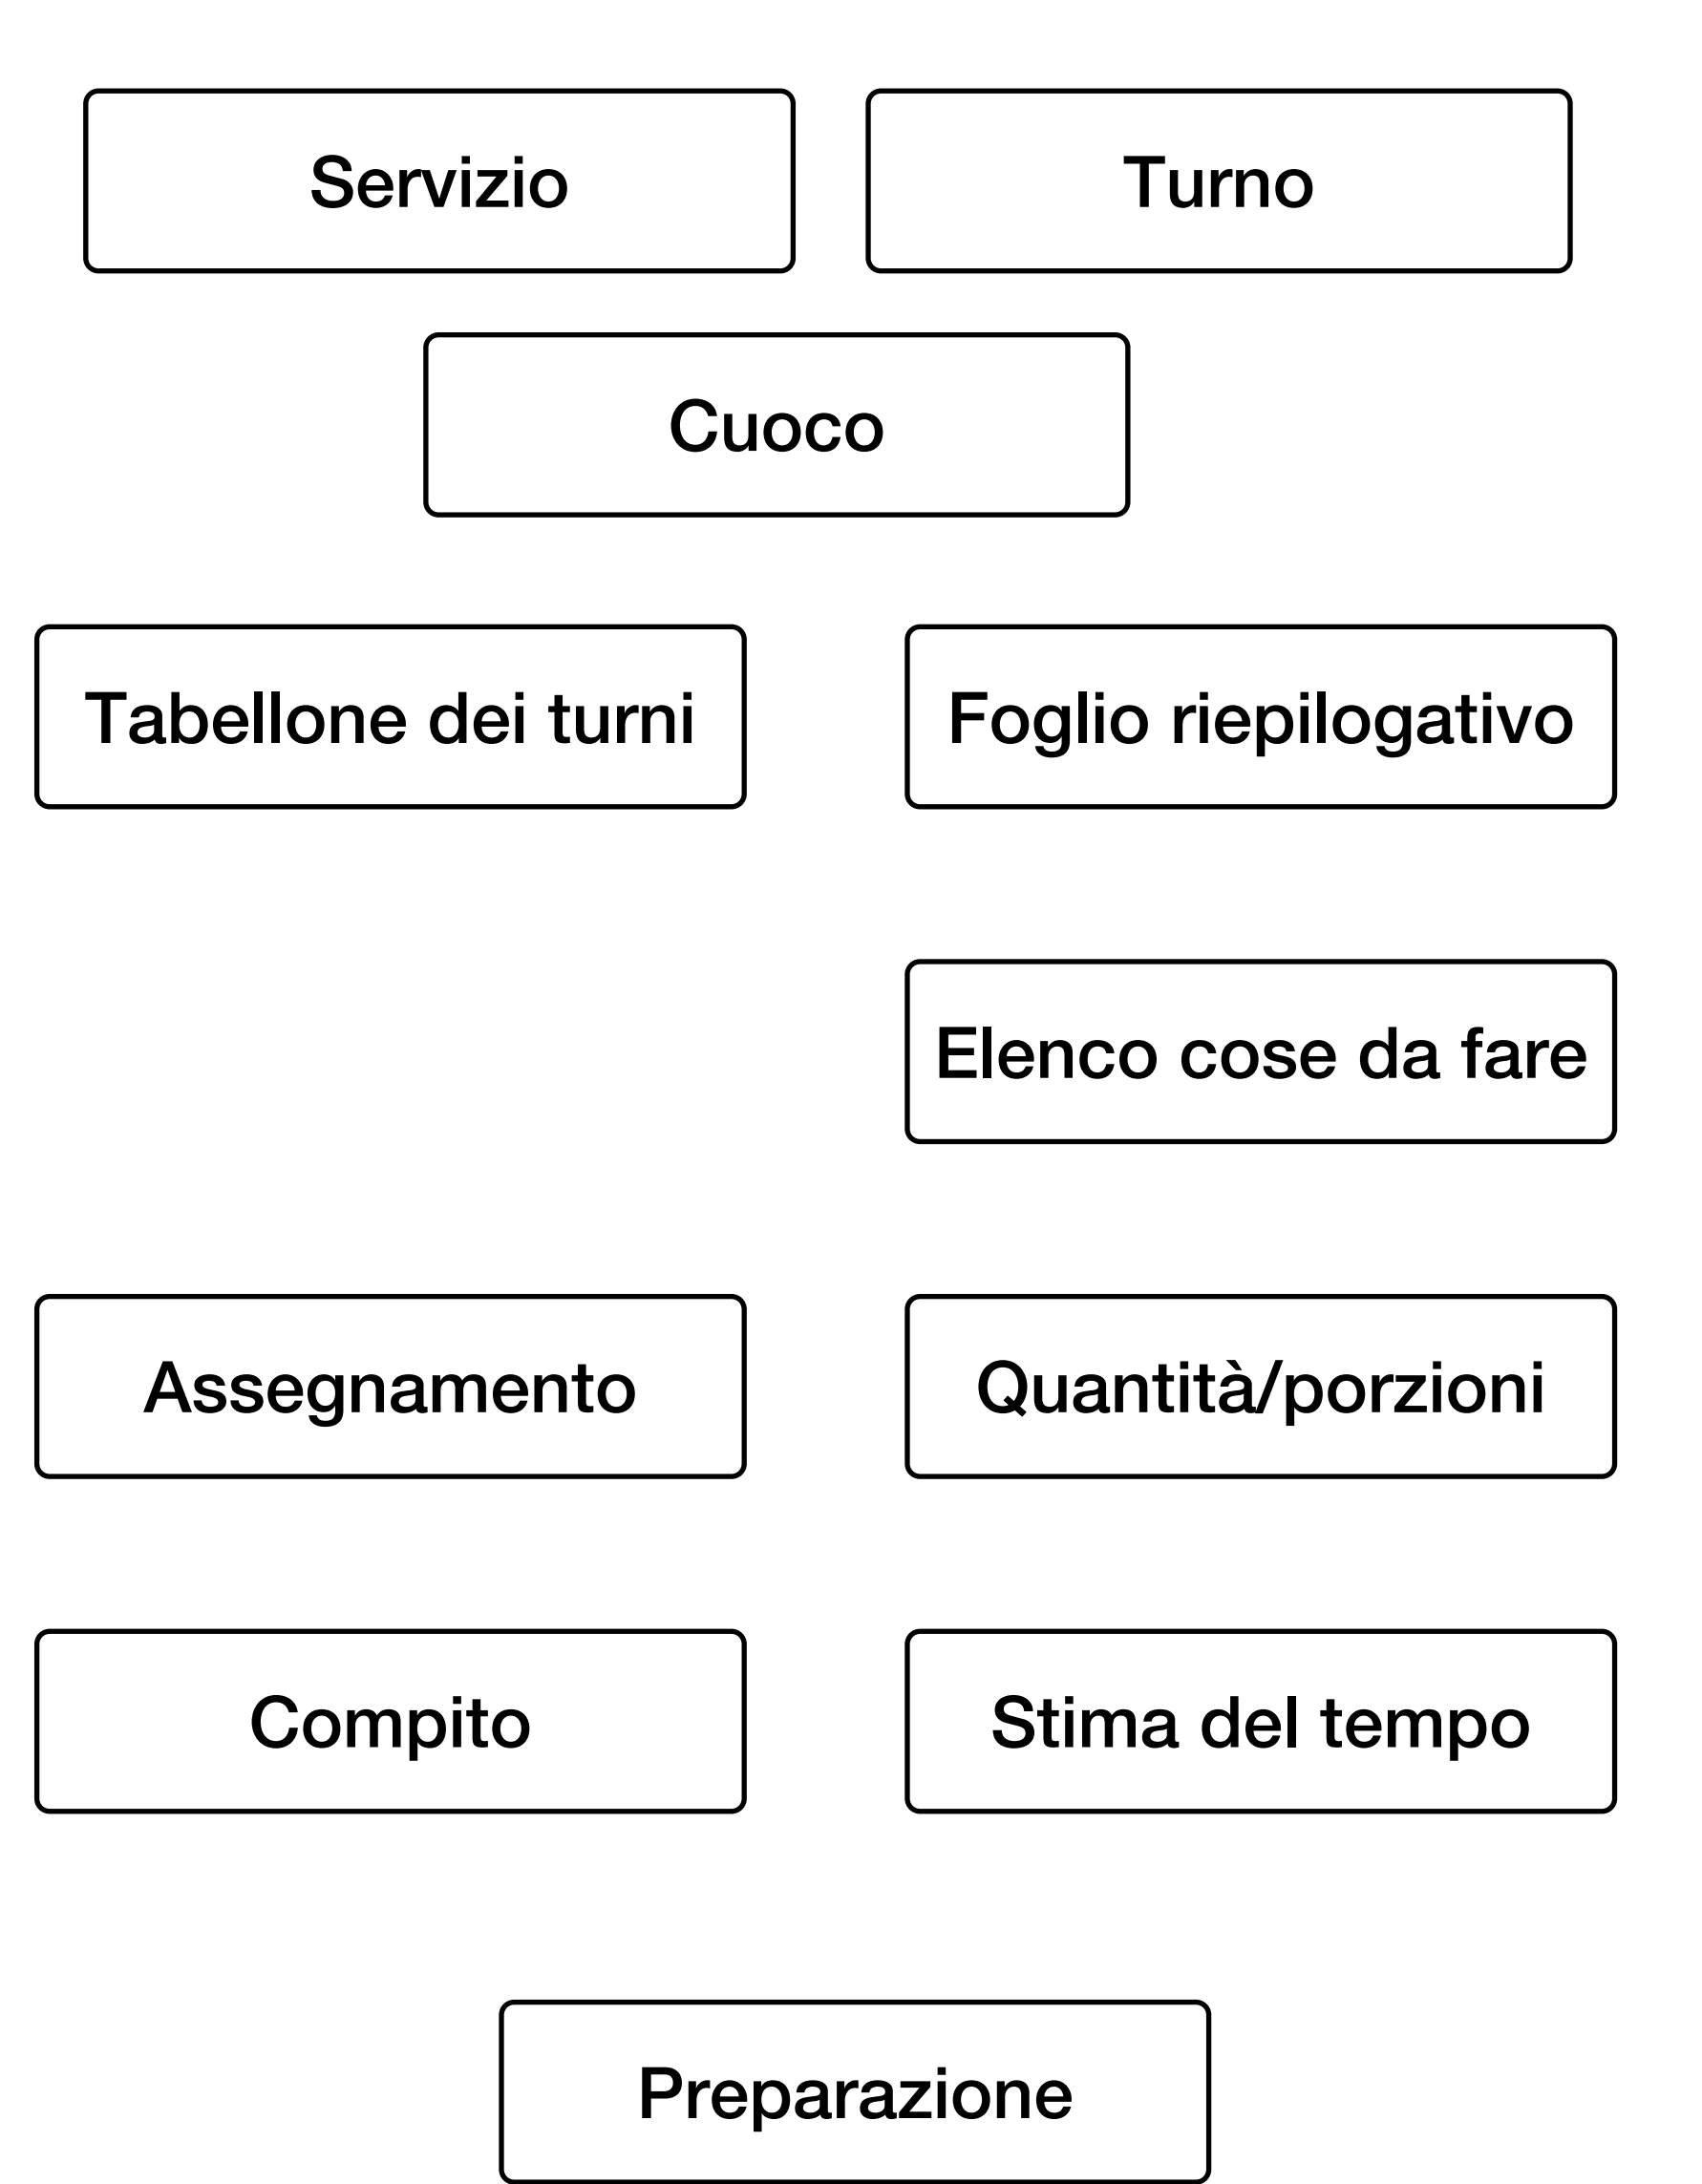 Servizio
Turno
Cuoco
Tabellone dei turni
Foglio riepilogativo
Elenco cose da fare
Assegnamento
Quantità/porzioni
Compito
Stima del tempo
Preparazione